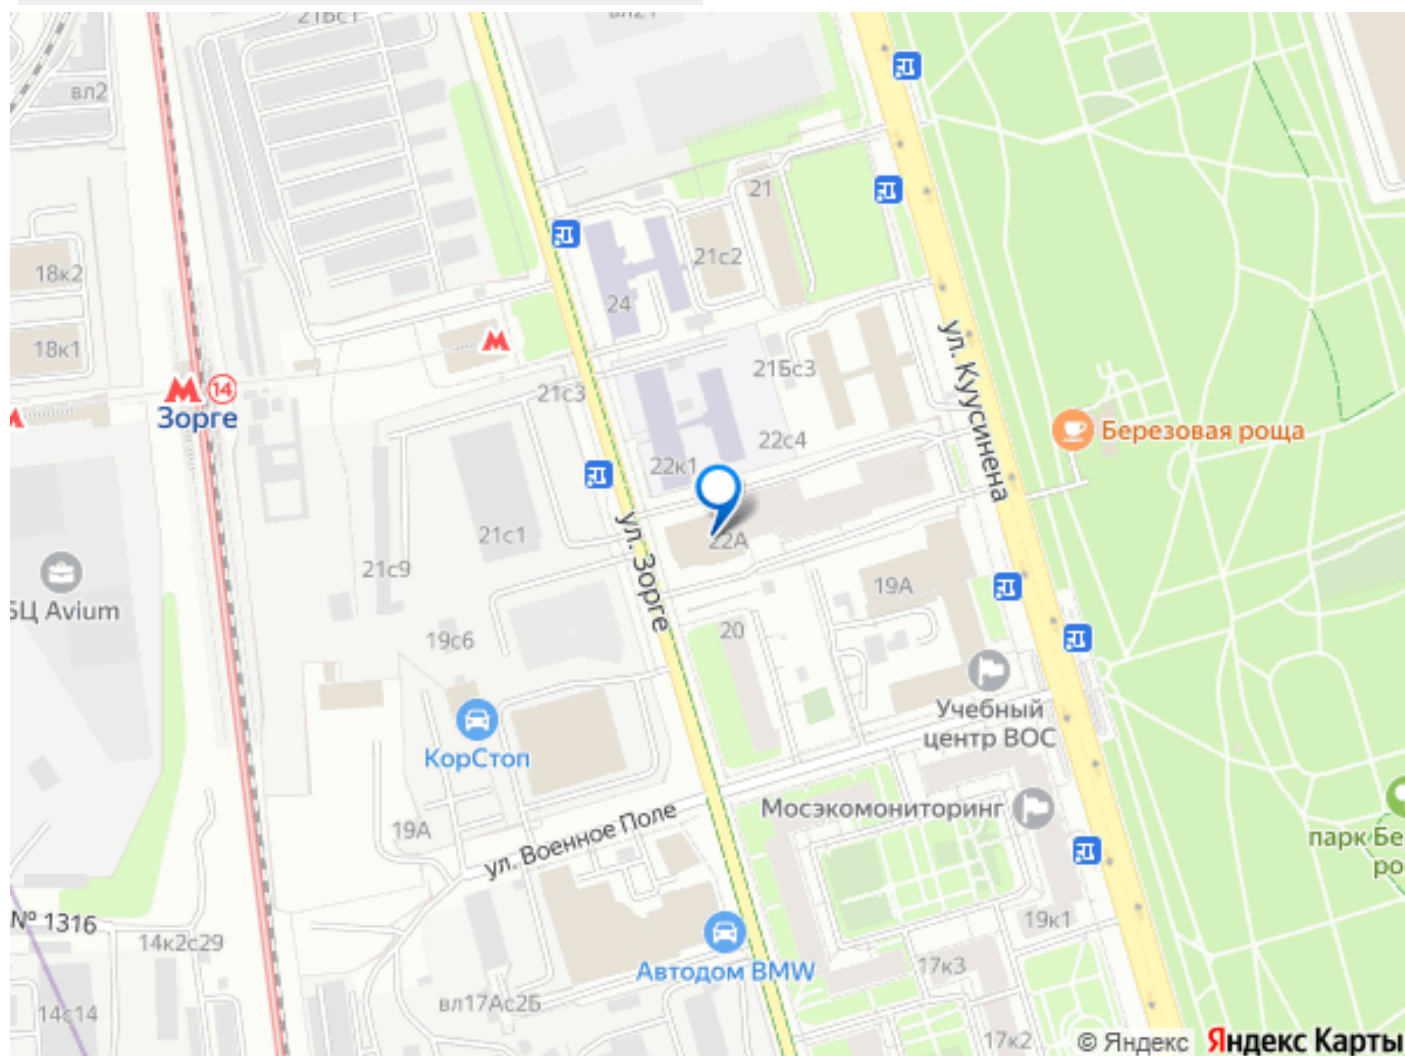 21Бс1
вл21
вл2
21
21с2
18к2
24
18к1
21Бс3
ул. Куусинена
14
Зорге
21с3
Березовая роща
22с4
22к1
21с1
22А
ул. Зорге
21с9
19А
БЦ Avium
19с6
20
Учебный
центр ВОС
КорСтоп
Мосэкомониторинг
19А
ул. Военное Поле
парк Бе
ро
№ 1316
14к2с29
19к1
Автодом BMW
17к3
вл17Ас2Б
14с14
17к2
© Яндекс Яндекс Карты